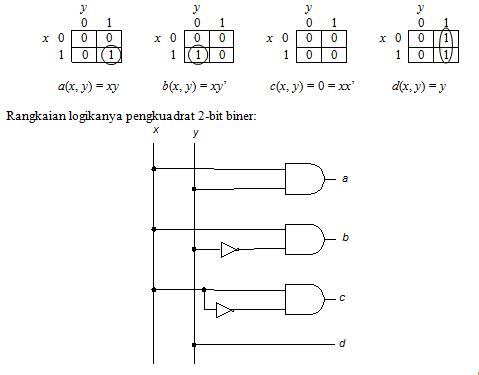 y y y y
0 1 0 1 0 1 0 1
x 0 0 0 x 0 0 0 x 0 0 0 x 0 0 1
1 0 1 1 1 0 1 0 0 1 0 1
a(x, y) = xy b(x, y) = xy’ c(x, y) = 0 = xx’ d(x, y) = y
Rangkaian logikanya pengkuadrat 2-bit biner:
x y
a
b
c
d